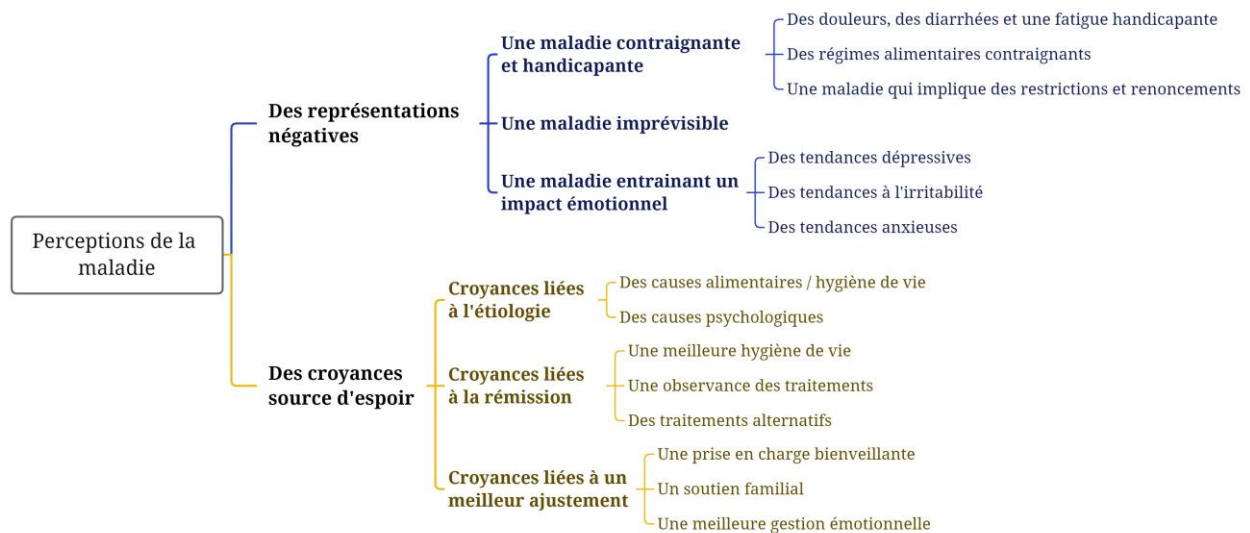 Perceptions de la
maladie
Des représentations
négatives
Une maladie contraignante
et handicapante
Des douleurs, des diarrhées et une fatigue handicapante
Des régimes alimentaires contraignants
Une maladie qui implique des restrictions et renoncements
Une maladie imprévisible
Une maladie entrainant un
impact émotionnel
Des tendances dépressives
Des tendances à l'irritabilité
Des tendances anxieuses
Des croyances
source d'espoir
Croyances liées
à l'étiologie
Des causes alimentaires / hygiène de vie
Des causes psychologiques
Croyances liées
à la rémission
Une meilleure hygiène de vie
Une observance des traitements
Des traitements alternatifs
Croyances liées à un
meilleur ajustement
Une prise en charge bienveillante
Un soutien familial
Une meilleure gestion émotionnelle